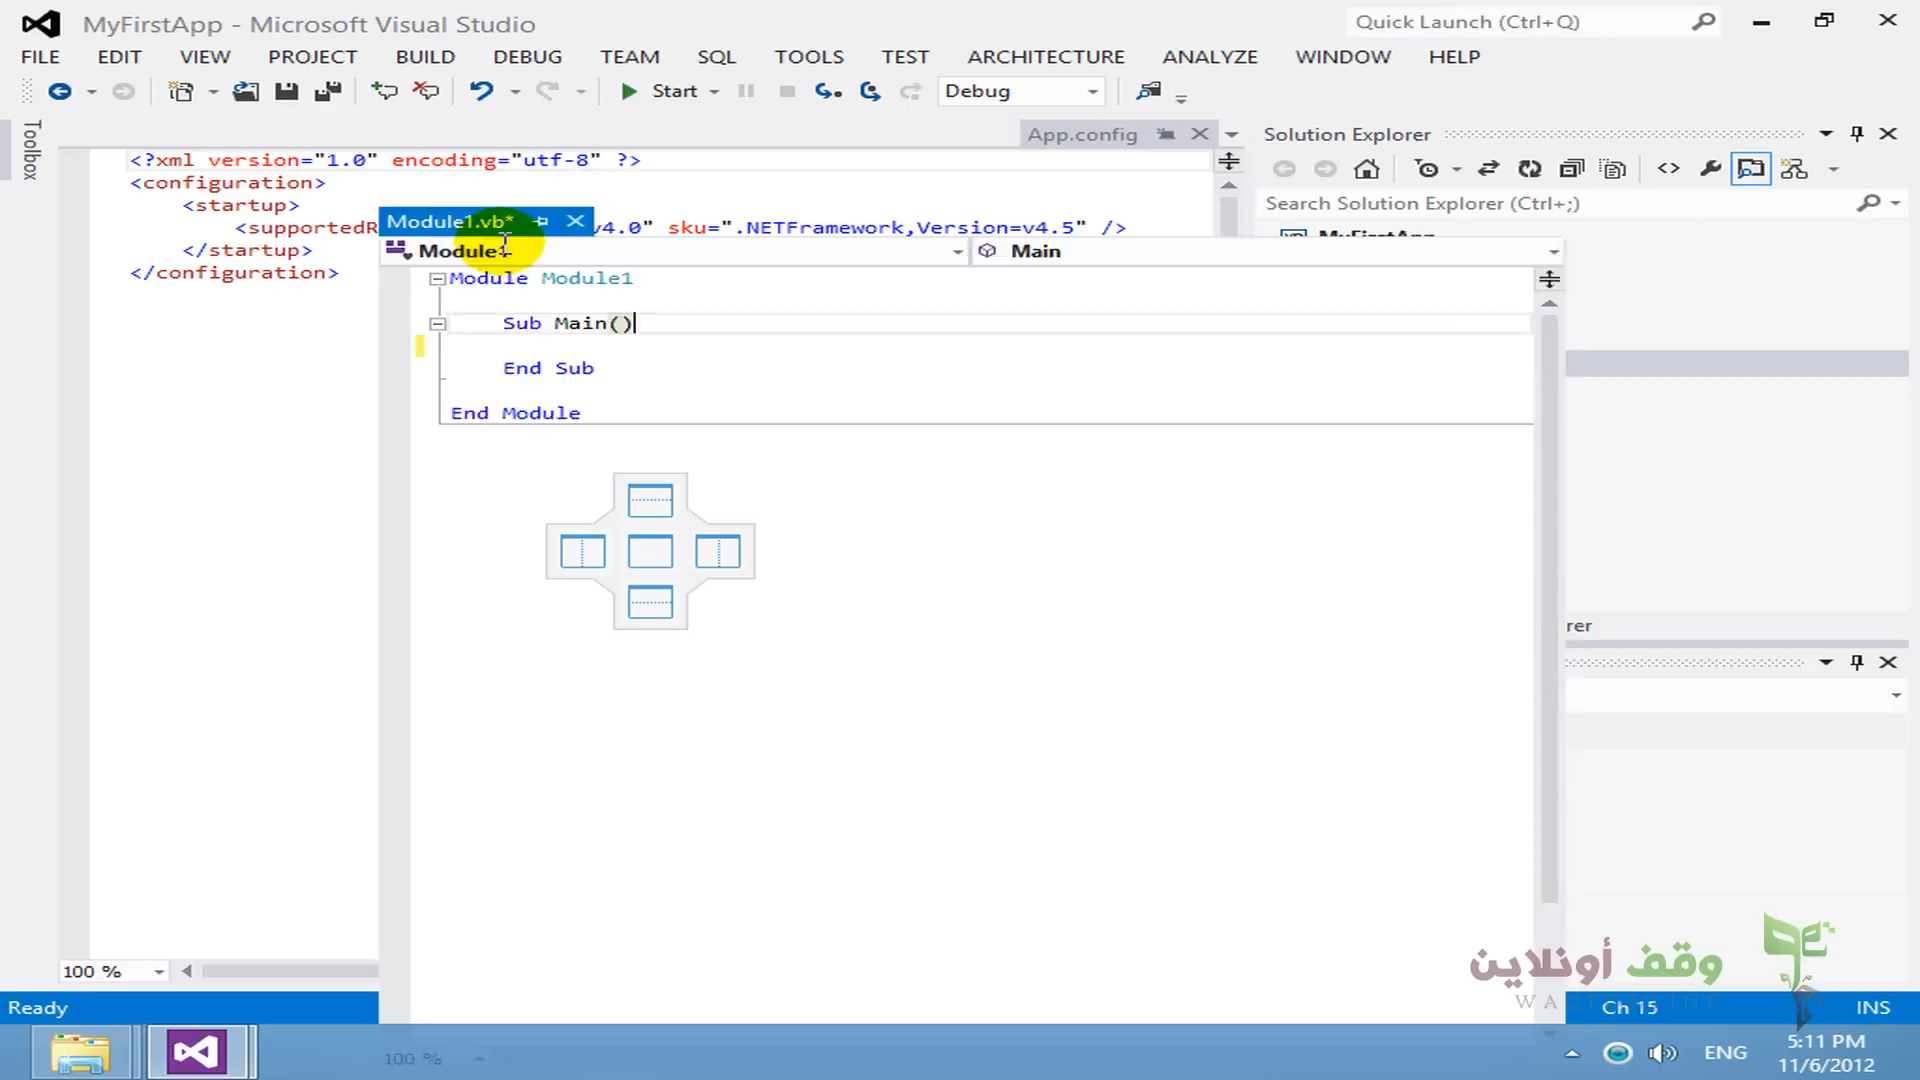 MyFirstApp - Microsoft Visual Studio
Quick Launch (Ctrl+Q)
FILE EDIT VIEW PROJECT BUILD DEBUG TEAM SQL TOOLS TEST ARCHITECTURE ANALYZE WINDOW HELP
Start
Debug
Toolbox
App.config
Solution Explorer
<?xml version="1.0" encoding="utf-8" ?>
<configuration>
<startup>
<supportedR
v4.0" sku=".NETFramework,Version=v4.5" />
</startup>
</configuration>
Search Solution Explorer (Ctrl+;)
MyFirstApp
Module1.vb*
Module1
Main
Module Module1
Sub Main()
End Sub
End Module
rer
100 %
وقف أونلاين
Ready
Ch 15
INS
100 %
ENG
5:11 PM
11/6/2012